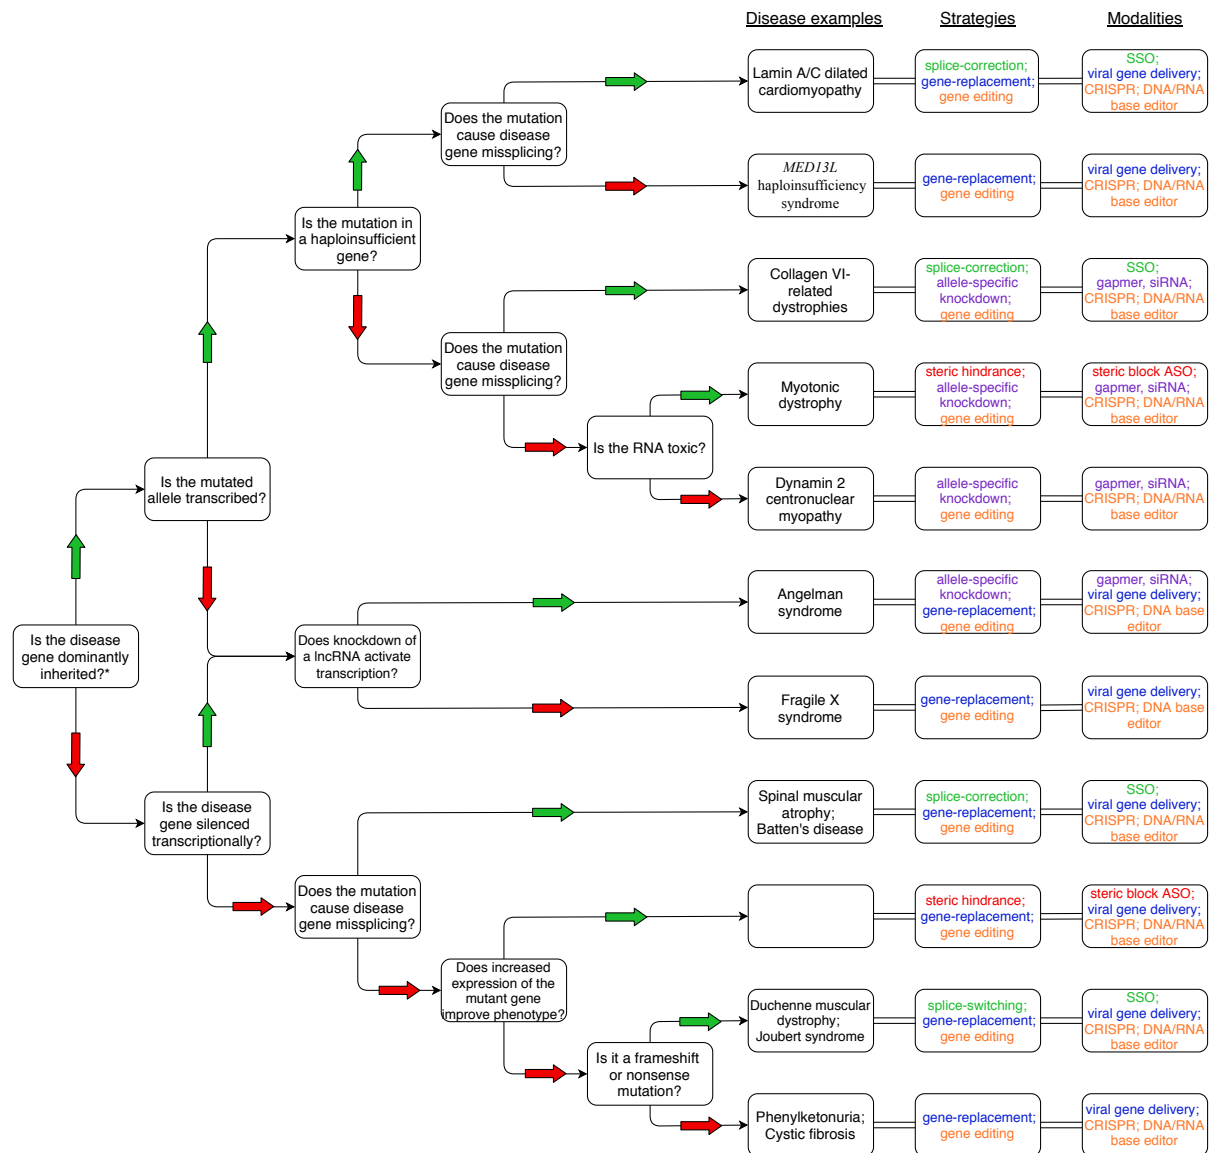 Disease examples
Strategies
Modalities
Lamin A/C dilated
cardiomyopathy
splice-correction;
gene-replacement;
gene editing
SSO;
viral gene delivery;
CRISPR; DNA/RNA
base editor
Does the mutation
cause disease
gene missplicing?
MED13L
haploinsufficiency
syndrome
gene-replacement;
gene editing
viral gene delivery;
CRISPR; DNA/RNA
base editor
Is the mutation in
a haploinsufficient
gene?
Collagen VI-
related
dystrophies
splice-correction;
allele-specific
knockdown;
gene editing
SSO;
gapmer, siRNA;
CRISPR; DNA/RNA
base editor
Does the mutation
cause disease
gene missplicing?
Myotonic
dystrophy
steric hindrance;
allele-specific
knockdown;
gene editing
steric block ASO;
gapmer, siRNA;
CRISPR; DNA/RNA
base editor
Is the RNA toxic?
Is the mutated
allele transcribed?
Dynamin 2
centronuclear
myopathy
allele-specific
knockdown;
gene editing
gapmer, siRNA;
CRISPR; DNA/RNA
base editor
Angelman
syndrome
allele-specific
knockdown;
gene-replacement;
gene editing
gapmer, siRNA;
viral gene delivery;
CRISPR; DNA base
editor
Is the disease
gene dominantly
inherited?*
Does knockdown of
a lncRNA activate
transcription?
Fragile X
syndrome
gene-replacement;
gene editing
viral gene delivery;
CRISPR; DNA base
editor
Is the disease
gene silenced
transcriptionally?
Spinal muscular
atrophy;
Batten's disease
splice-correction;
gene-replacement;
gene editing
SSO;
viral gene delivery;
CRISPR; DNA/RNA
base editor
Does the mutation
cause disease
gene missplicing?
steric hindrance;
gene-replacement;
gene editing
steric block ASO;
viral gene delivery;
CRISPR; DNA/RNA
base editor
Does increased
expression of the
mutant gene
improve phenotype?
Duchenne muscular
dystrophy;
Joubert syndrome
splice-switching;
gene-replacement;
gene editing
SSO;
viral gene delivery;
CRISPR; DNA/RNA
base editor
Is it a frameshift
or nonsense
mutation?
Phenylketonuria;
Cystic fibrosis
gene-replacement;
gene editing
viral gene delivery;
CRISPR; DNA/RNA
base editor